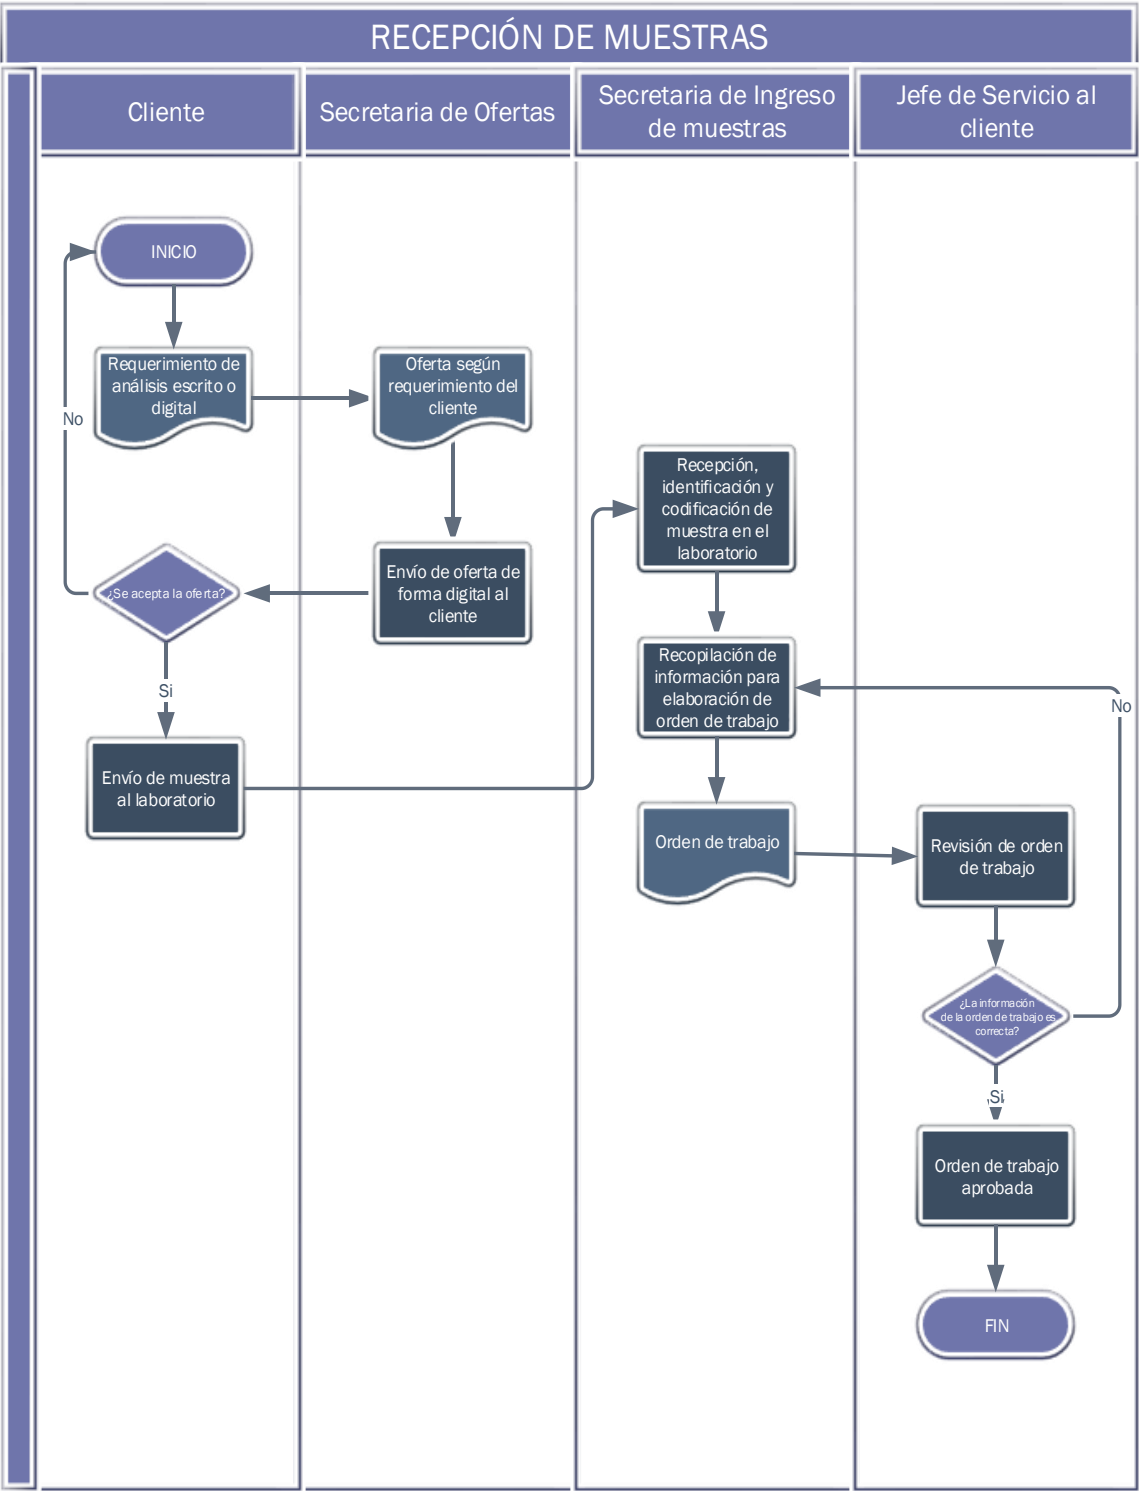 RECEPCIÓN DE MUESTRAS
Cliente
Secretaria de Ofertas
Secretaria de Ingreso
de muestras
Jefe de Servicio al
cliente
INICIO
Requerimiento de
análisis escrito o
digital
Oferta según
requerimiento del
cliente
No
Recepción,
identificación y
codificación de
muestra en el
laboratorio
Envío de oferta de
forma digital al
cliente
¿Se acepta la oferta?
Si
Recopilación de
información para
elaboración de
orden de trabajo
No
Envío de muestra
al laboratorio
Orden de trabajo
Revisión de orden
de trabajo
¿La información
de la orden de trabajo es
correcta?
Si
Orden de trabajo
aprobada
FIN